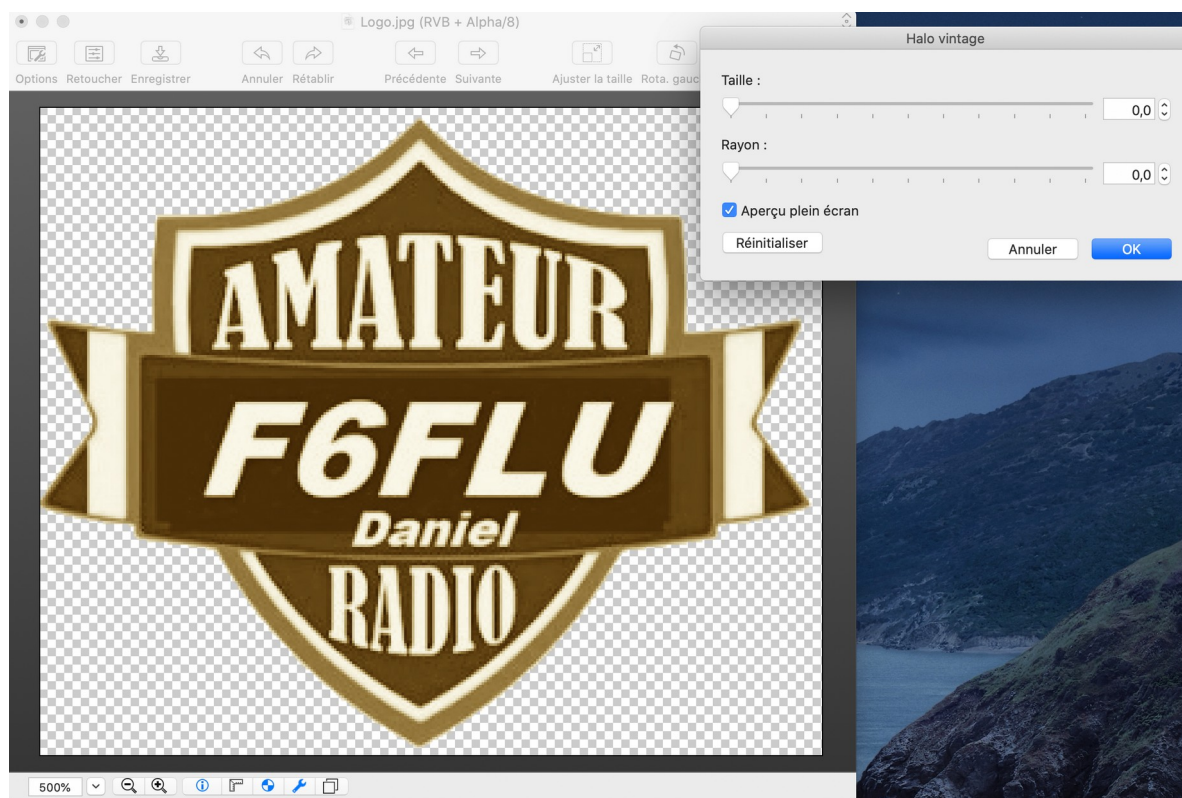 Logo.jpg (RVB + Alpha/8)
Halo vintage
Options Retoucher Enregistrer Annuler Rétablir Précédente Suivante Ajuster la taille Rota. gauc
Taille :
0,0
Rayon :
0,0
Aperçu plein écran
Réinitialiser Annuler OK
AMATEUR
F6FLU
Daniel
RADIO
500%